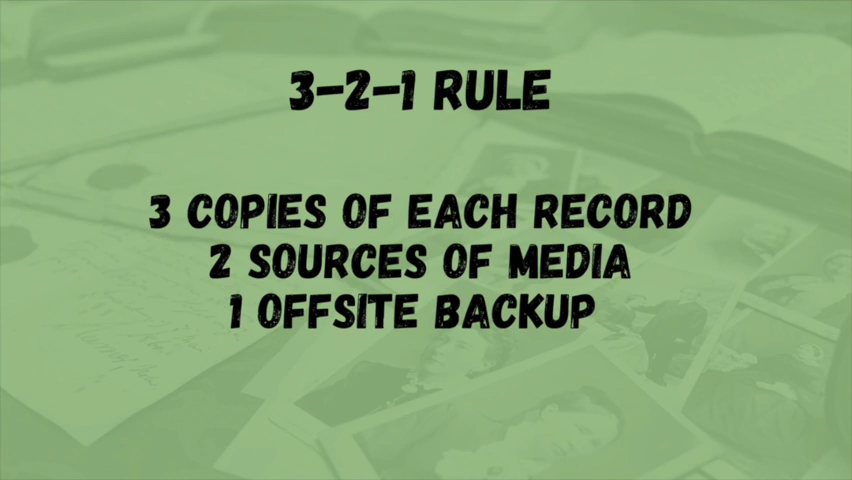 3-2-1 RULE
3 COPIES OF EACH RECORD
2 SOURCES OF MEDIA
1 OFFSITE BACKUP